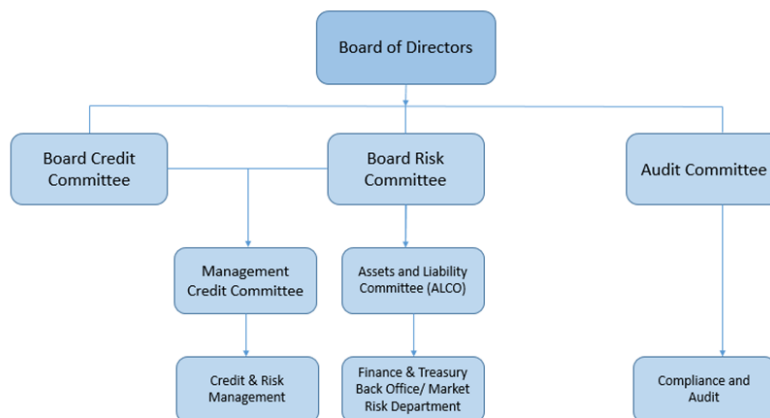 Board of Directors
Board Credit
Committee
Board Risk
Committee
Audit Committee
Management
Credit Committee
Assets and Liability
Committee (ALCO)
Credit & Risk
Management
Finance & Treasury
Back Office/ Market
Risk Department
Compliance and
Audit